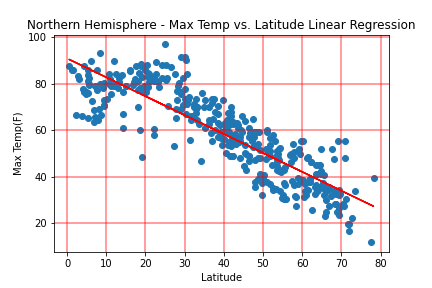 Northern Hemisphere - Max Temp vs. Latitude Linear Regression
100
80
60
40
20
Max Temp(F)
0 10 20 30 40 50 60 70 80
Latitude